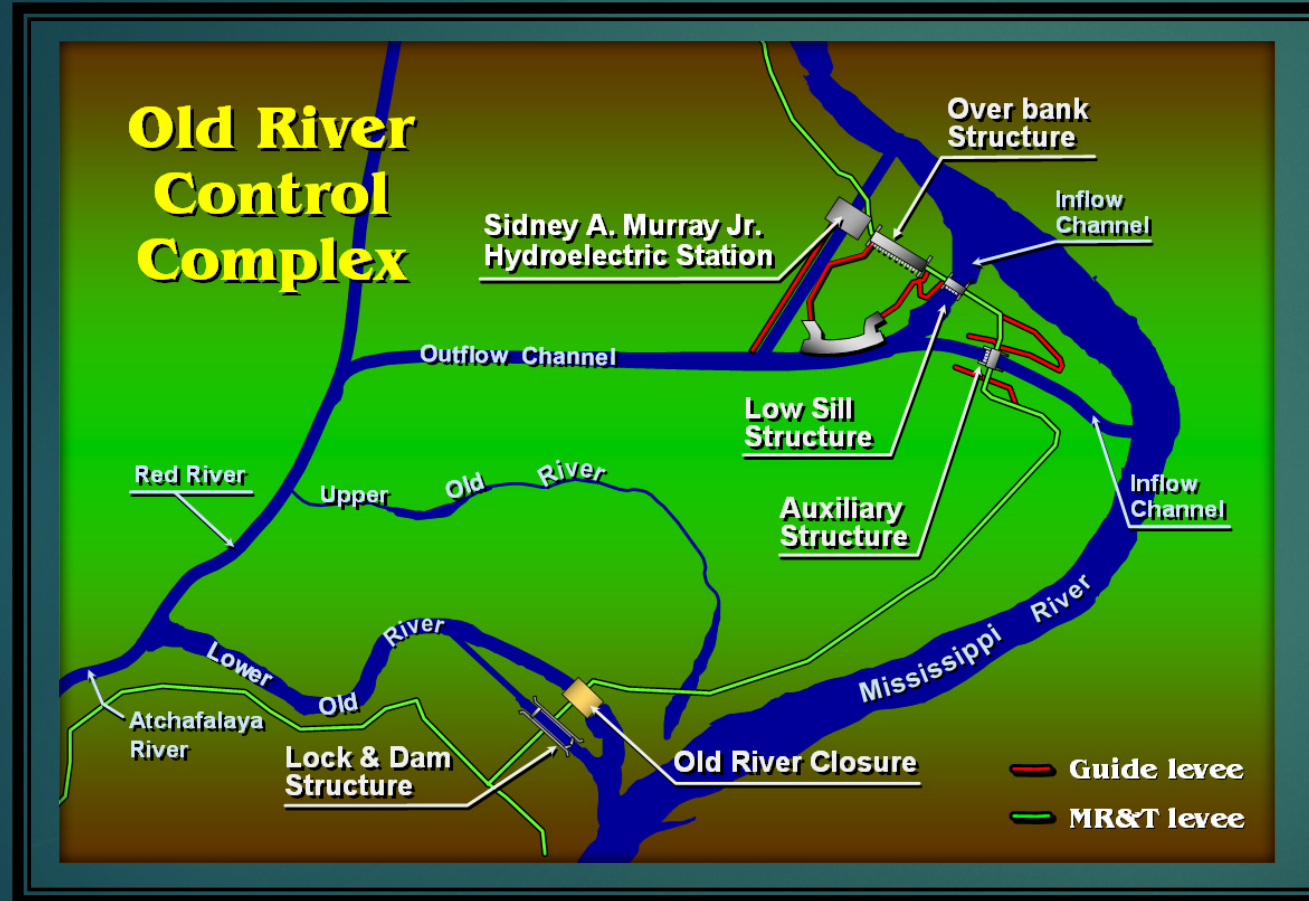 Old River
Control
Complex
Over bank
Structure
Inflow
Channel
Sidney A. Murray Jr.
Hydroelectric Station
Outflow Channel
Low Sill
Structure
Red River
Upper Old River
Inflow
Channel
Auxiliary
Structure
Mississippi River
Lower Old River
Atchafalaya
River
Lock & Dam
Structure
Old River Closure
Guide levee
MR&T levee